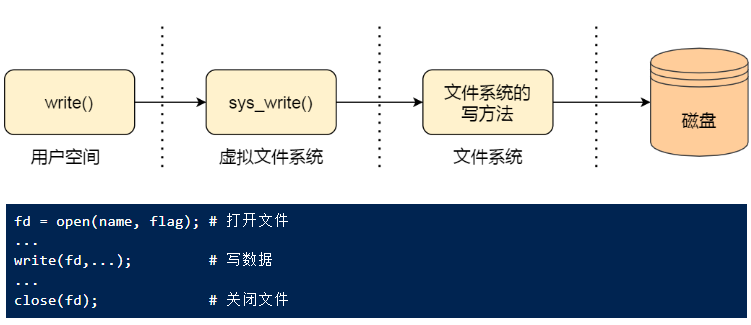 write()
sys_write()
文件系统的
写方法
磁盘
用户空间
虚拟文件系统
文件系统
fd = open(name, flag); # 打开文件
...
write(fd,...);         # 写数据
...
close(fd);             # 关闭文件